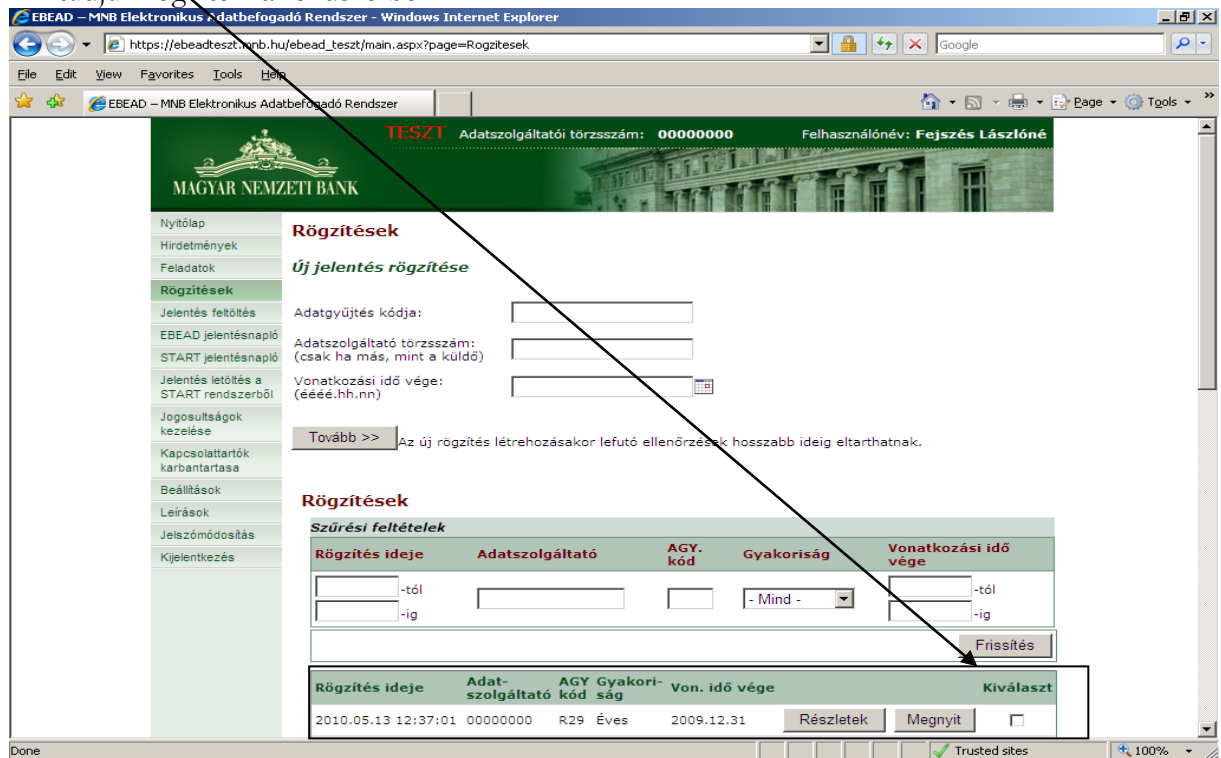 EBEAD – MNB Elektronikus Adatbefogadó Rendszer - Windows Internet Explorer
https://ebeadteszt.mnb.hu/ebead_teszt/main.aspx?page=Rogzitesek
Google
File Edit View Favorites Tools Help
EBEAD – MNB Elektronikus Adatbefogadó Rendszer
Page Tools
TESZT Adatszolgáltatói törzsszám: 00000000 Felhasználónév: Fejszés Lászlóné
MAGYAR NEMZETI BANK
Nyitólap
Hirdetmények
Feladatok
Rögzítések
Jelentés feltöltés
EBEAD jelentésnapló
START jelentésnapló
Jelentés letöltés a
START rendszerből
Jogosultságok
kezelése
Kapcsolattartók
karbantartasa
Beállítások
Leírások
Jelszómódosítás
Kijelentkezés
Rögzítések
Új jelentés rögzítése
Adatgyűjtés kódja:
Adatszolgáltató törzsszám:
(csak ha más, mint a küldő)
Vonatkozási idő vége:
(éééé.hh.nn)
Tovább >> Az új rögzítés létrehozásakor lefutó ellenőrzések hosszabb ideig eltarthatnak.
Rögzítések
Szűrési feltételek
Rögzítés ideje Adatszolgáltató AGY. kód Gyakoriság Vonatkozási idő vége
-tól - Mind - -tól
-ig -ig
Frissítés
Rögzítés ideje Adat-szolgáltató AGY kód Gyakori-ság Von. idő vége Kiválaszt
2010.05.13 12:37:01 00000000 R29 Éves 2009.12.31 Részletek Megnyit
Done Trusted sites 100%